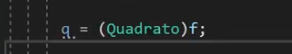 q = (Quadrato)f;